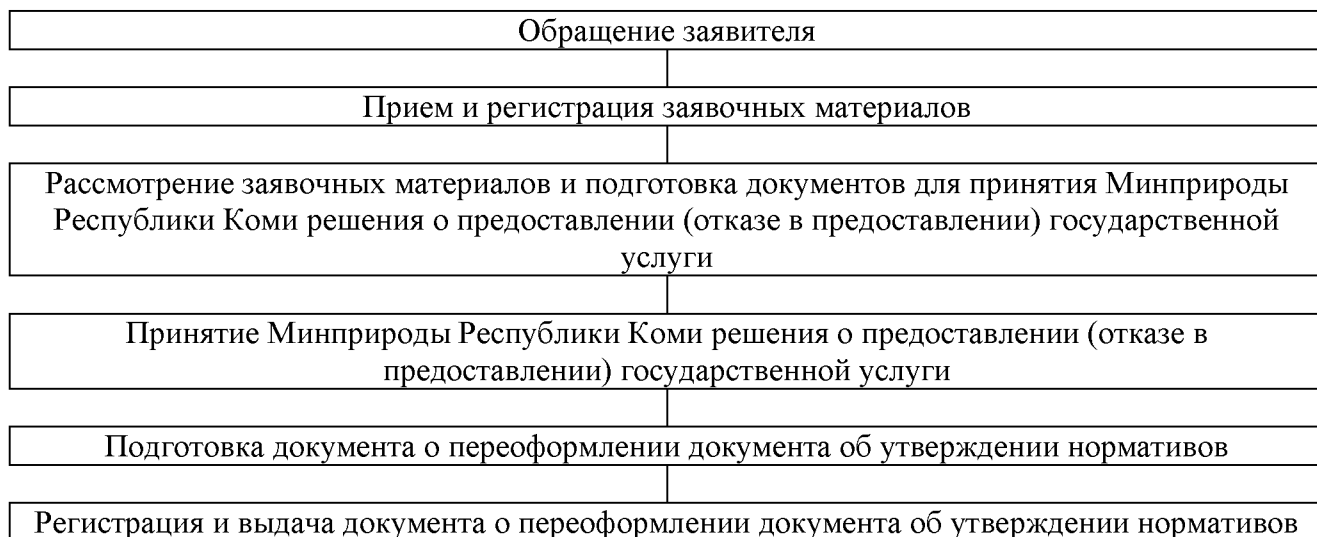 Обращение заявителя
Прием и регистрация заявочных материалов
Рассмотрение заявочных материалов и подготовка документов для принятия Минприроды
Республики Коми решения о предоставлении (отказе в предоставлении) государственной
услуги
Принятие Минприроды Республики Коми решения о предоставлении (отказе в
предоставлении) государственной услуги
Подготовка документа о переоформлении документа об утверждении нормативов
Регистрация и выдача документа о переоформлении документа об утверждении нормативов